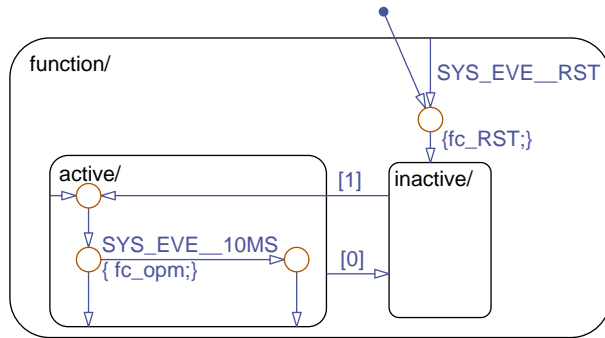 function/
SYS_EVE__RST
{fc_RST;}
active/
[1]
inactive/
SYS_EVE__10MS
{ fc_opm;}
[0]